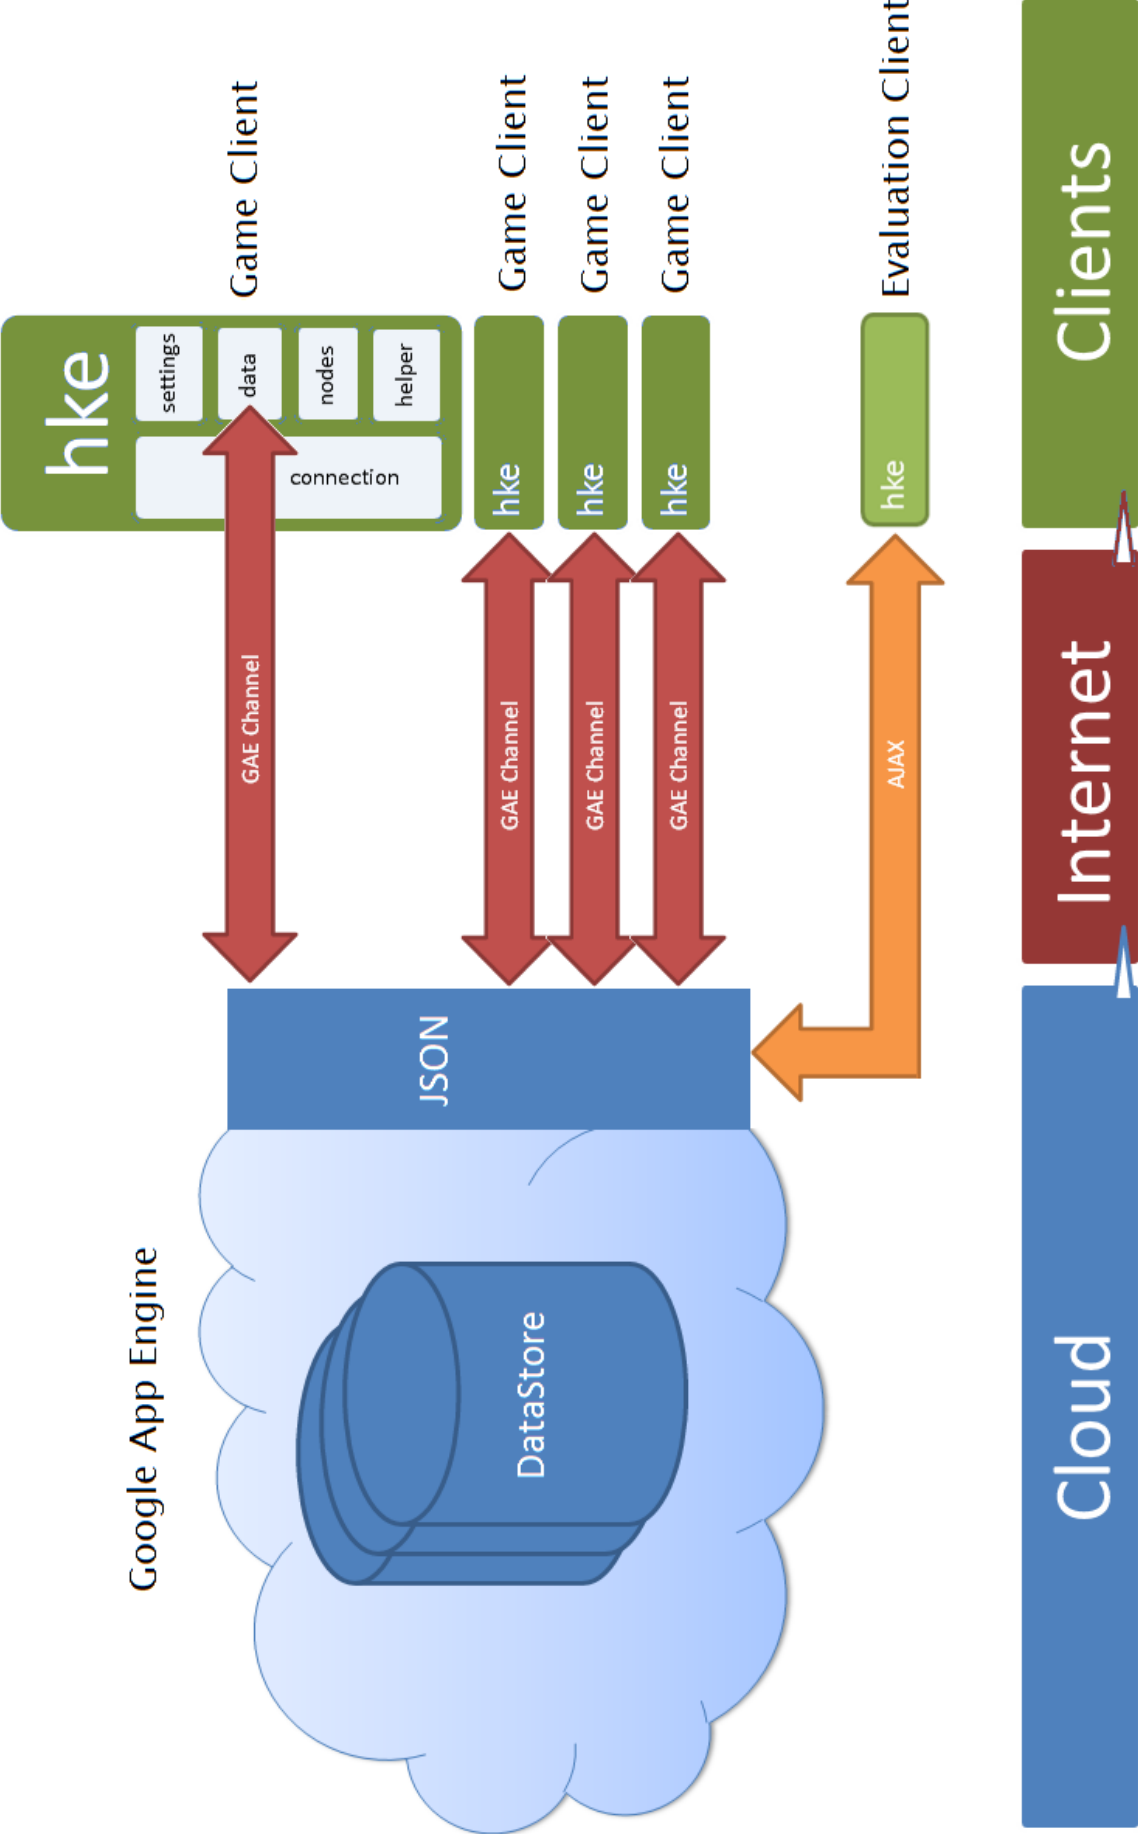 Google App Engine
DataStore
JSON
GAE Channel
hke
settings
data
nodes
helper
connection
Game Client
GAE Channel
hke
Game Client
GAE Channel
hke
Game Client
GAE Channel
hke
Game Client
AJAX
hke
Evaluation Client
Cloud
Internet
Clients